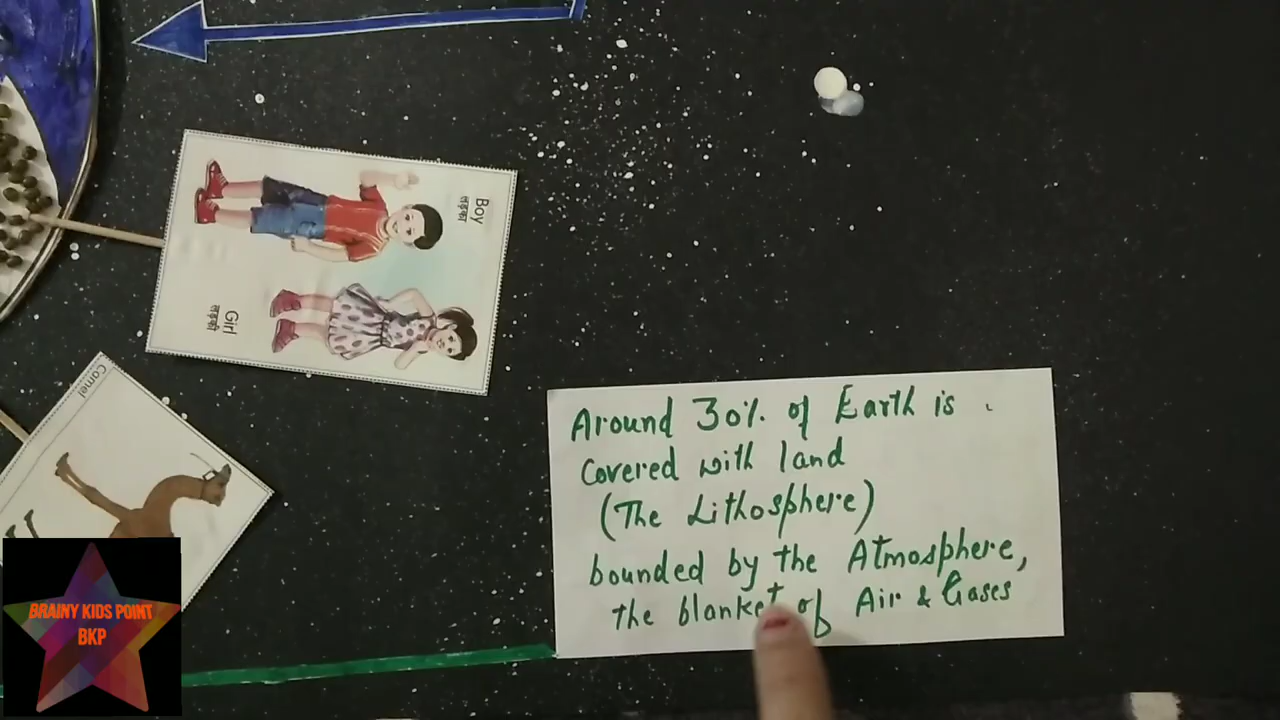 Boy
लड़का
Girl
लड़की
Camel
Around 30% of Earth is
covered with land
(The Lithosphere)
bounded by the Atmosphere,
the blanket of Air & Gases
BRAINY KIDS POINT
BKP